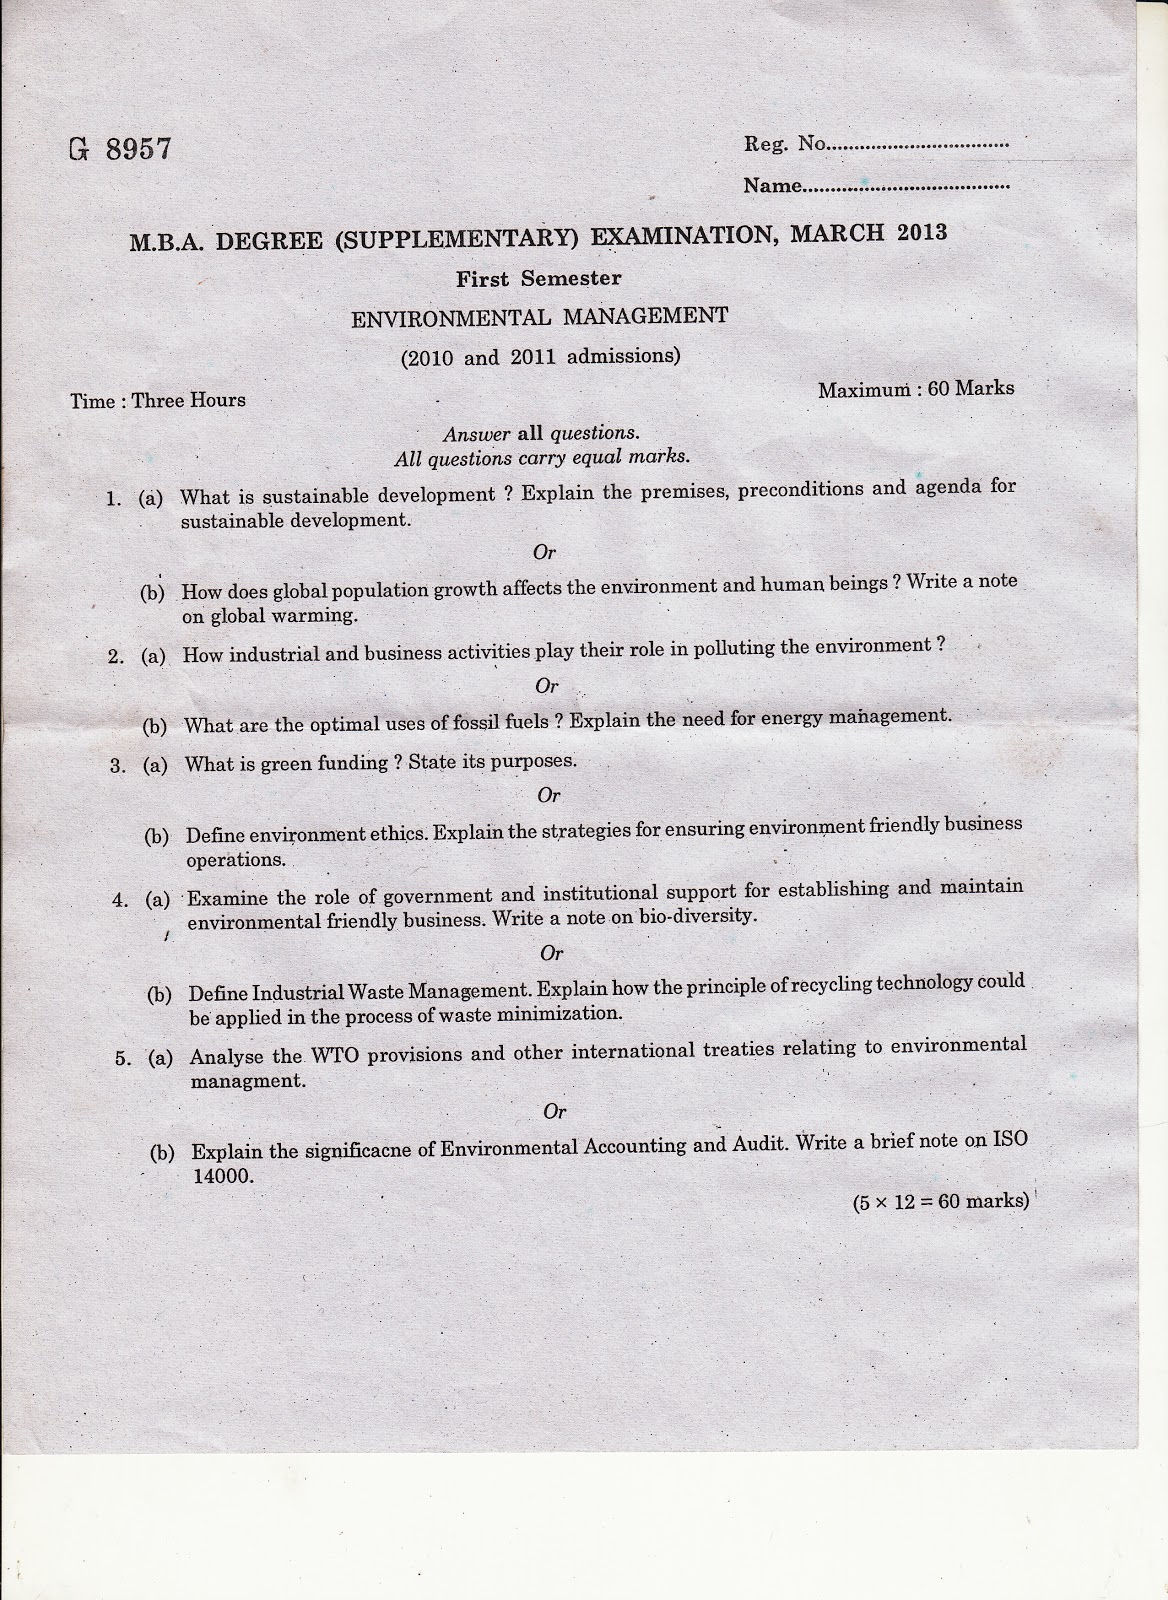 G 8957
Reg. No..................................
Name......................................
M.B.A. DEGREE (SUPPLEMENTARY) EXAMINATION, MARCH 2013
First Semester
ENVIRONMENTAL MANAGEMENT
(2010 and 2011 admissions)
Time : Three Hours
Maximum : 60 Marks
Answer all questions.
All questions carry equal marks.
1. (a) What is sustainable development ? Explain the premises, preconditions and agenda for
sustainable development.
Or
(b) How does global population growth affects the environment and human beings ? Write a note
on global warming.
2. (a) How industrial and business activities play their role in polluting the environment ?
Or
(b) What are the optimal uses of fossil fuels ? Explain the need for energy management.
3. (a) What is green funding ? State its purposes.
Or
(b) Define environment ethics. Explain the strategies for ensuring environment friendly business
operations.
4. (a) Examine the role of government and institutional support for establishing and maintain
environmental friendly business. Write a note on bio-diversity.
Or
(b) Define Industrial Waste Management. Explain how the principle of recycling technology could
be applied in the process of waste minimization.
5. (a) Analyse the WTO provisions and other international treaties relating to environmental
managment.
Or
(b) Explain the significacne of Environmental Accounting and Audit. Write a brief note on ISO
14000.
(5 × 12 = 60 marks)